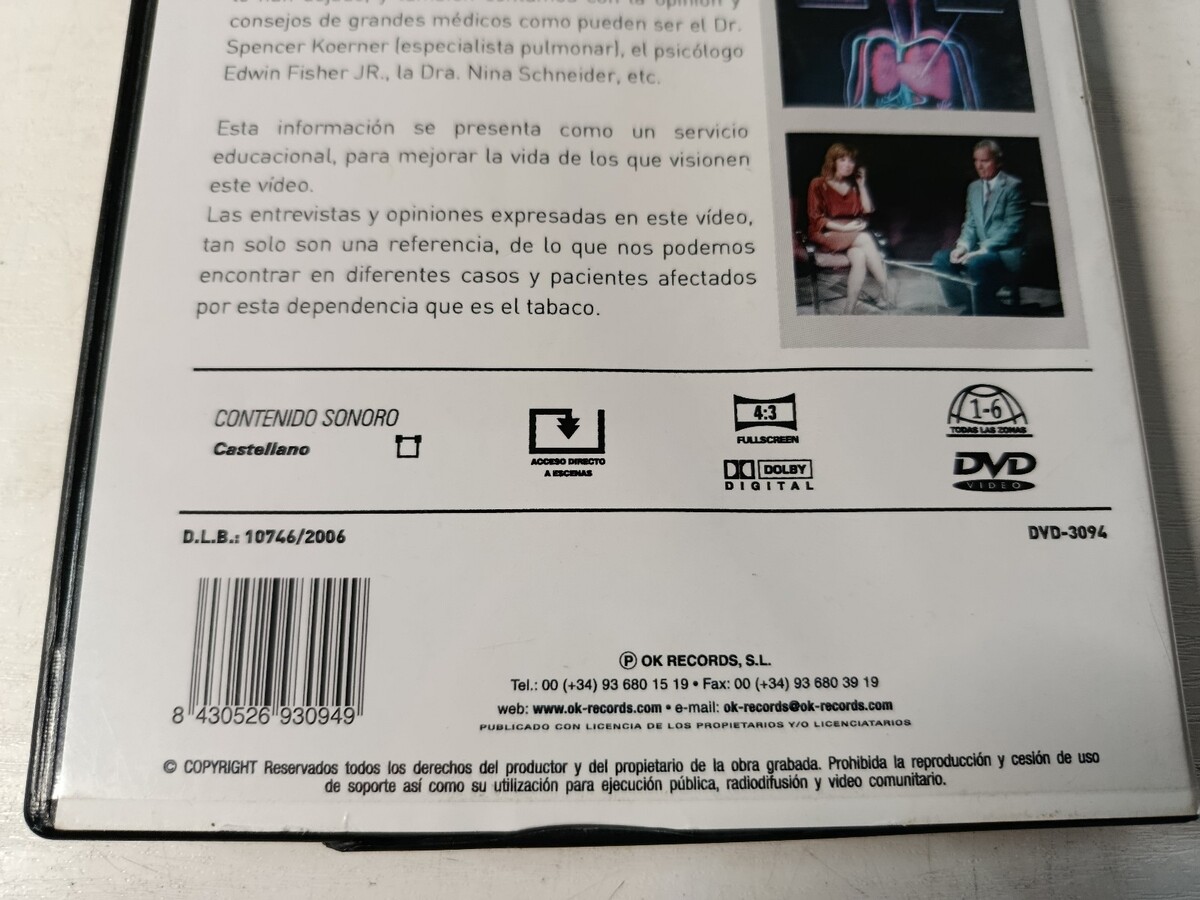 lo han dejado, y también contamos con la opinión y
consejos de grandes médicos como pueden ser el Dr.
Spencer Koerner (especialista pulmonar), el psicólogo
Edwin Fisher JR., la Dra. Nina Schneider, etc.
Esta información se presenta como un servicio
educacional, para mejorar la vida de los que visionen
este vídeo.
Las entrevistas y opiniones expresadas en este vídeo,
tan solo son una referencia, de lo que nos podemos
encontrar en diferentes casos y pacientes afectados
por esta dependencia que es el tabaco.
CONTENIDO SONORO
Castellano
ACCESO DIRECTO
A ESCENAS
4:3
FULLSCREEN
DOLBY
DIGITAL
1-6
TODAS LAS ZONAS
DVD
VIDEO
D.L.B.: 10746/2006
DVD-3094
8 430526 930949
Ⓟ OK RECORDS, S.L.
Tel.: 00 (+34) 93 680 15 19 • Fax: 00 (+34) 93 680 39 19
web: www.ok-records.com • e-mail: ok-records@ok-records.com
PUBLICADO CON LICENCIA DE LOS PROPIETARIOS Y/O LICENCIATARIOS
© COPYRIGHT Reservados todos los derechos del productor y del propietario de la obra grabada. Prohibida la reproducción y cesión de uso
de soporte así como su utilización para ejecución pública, radiodifusión y video comunitario.